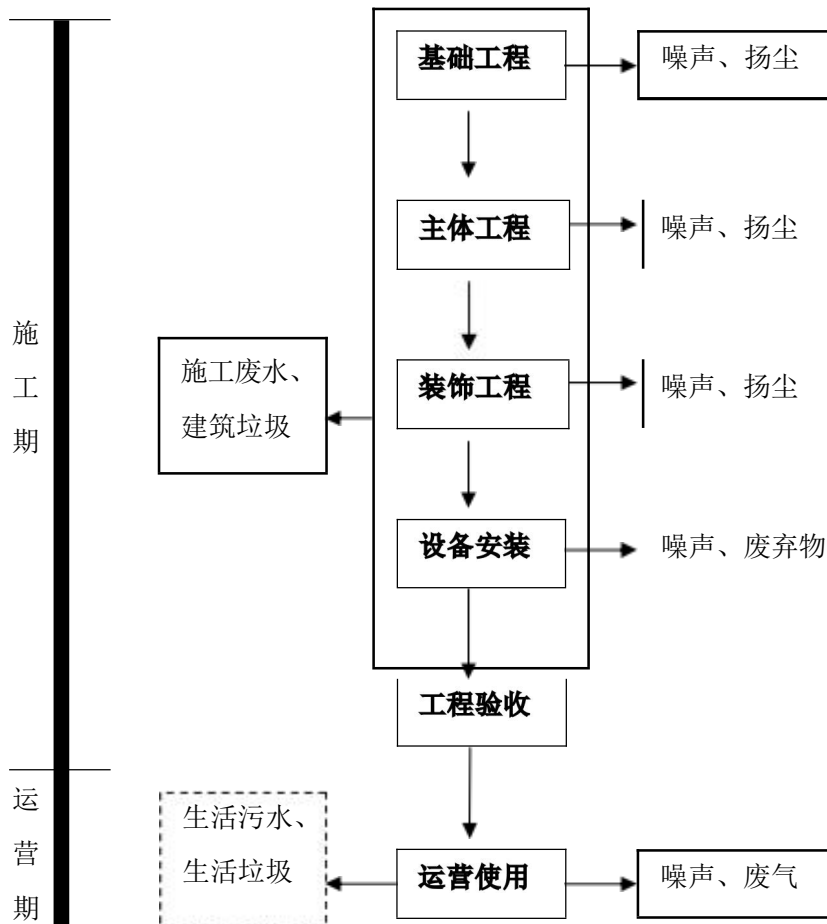 基础工程
噪声、扬尘
主体工程
噪声、扬尘
施工期
施工废水、
建筑垃圾
装饰工程
噪声、扬尘
设备安装
噪声、废弃物
工程验收
运营期
生活污水、
生活垃圾
运营使用
噪声、废气